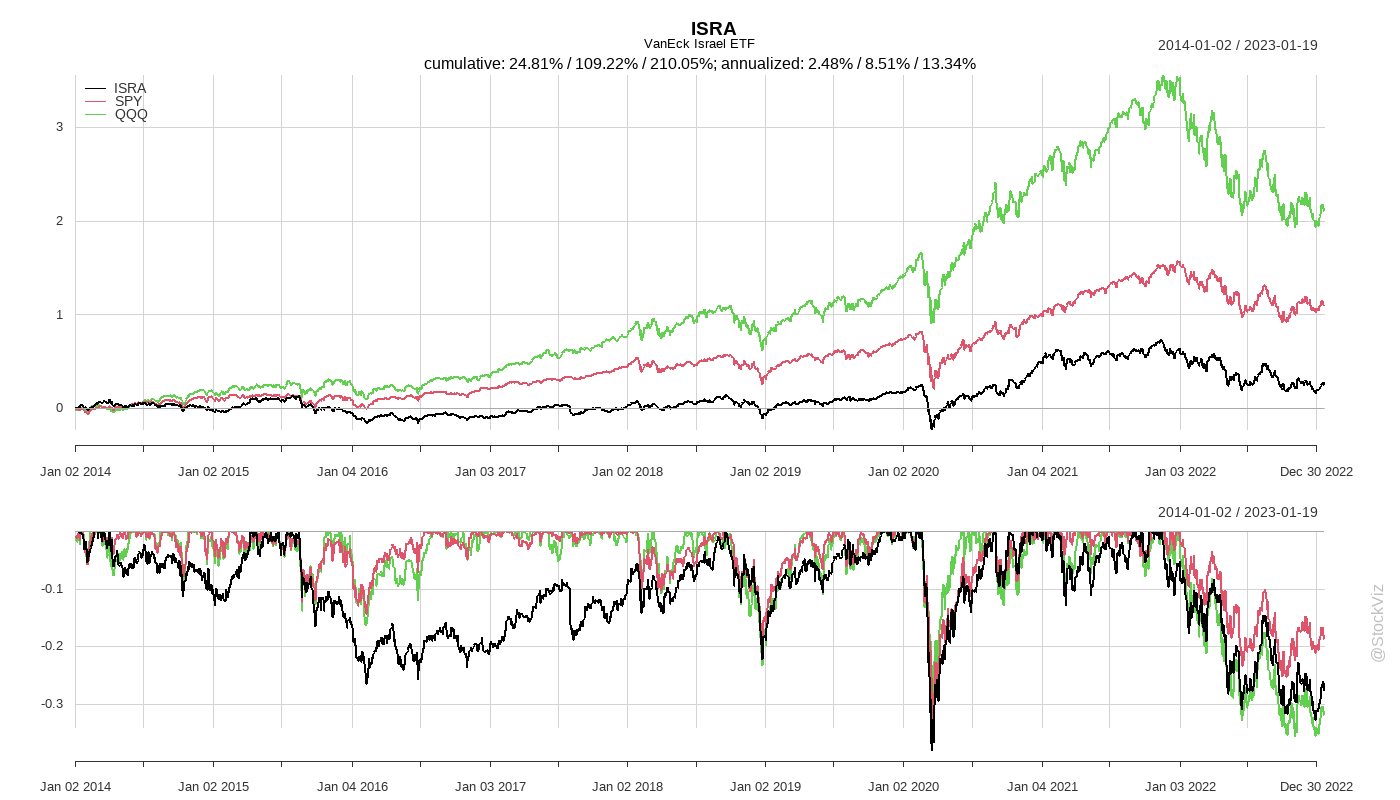 ISRA
VanEck Israel ETF
2014-01-02 / 2023-01-19
cumulative: 24.81% / 109.22% / 210.05%; annualized: 2.48% / 8.51% / 13.34%
ISRA
SPY
QQQ
3
2
1
0
Jan 02 2014 Jan 02 2015 Jan 04 2016 Jan 03 2017 Jan 02 2018 Jan 02 2019 Jan 02 2020 Jan 04 2021 Jan 03 2022 Dec 30 2022
2014-01-02 / 2023-01-19
-0.1
-0.2
-0.3
@StockViz
Jan 02 2014 Jan 02 2015 Jan 04 2016 Jan 03 2017 Jan 02 2018 Jan 02 2019 Jan 02 2020 Jan 04 2021 Jan 03 2022 Dec 30 2022